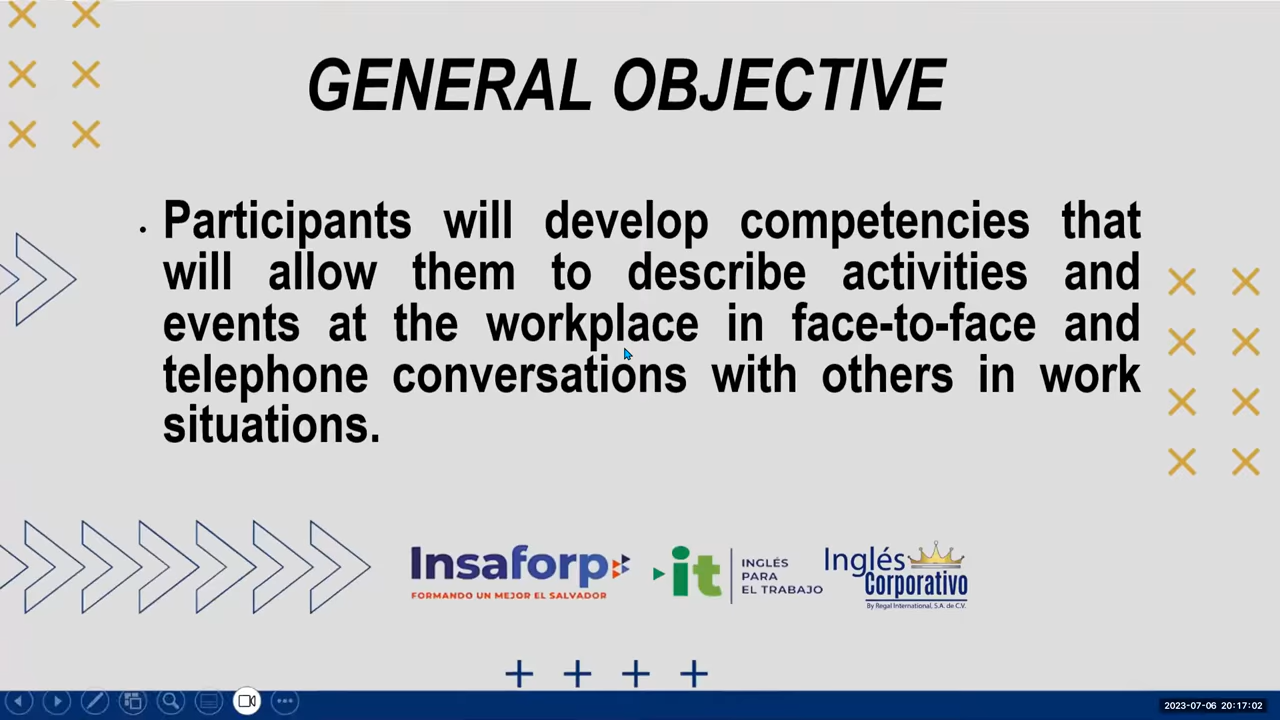 GENERAL OBJECTIVE
• Participants will develop competencies that
will allow them to describe activities and
events at the workplace in face-to-face and
telephone conversations with others in work
situations.
Insaforp
FORMANDO UN MEJOR EL SALVADOR
it
INGLÉS
PARA
EL TRABAJO
Inglés
Corporativo
By Regal International, S.A. de C.V.
2023-07-06 20:17:02